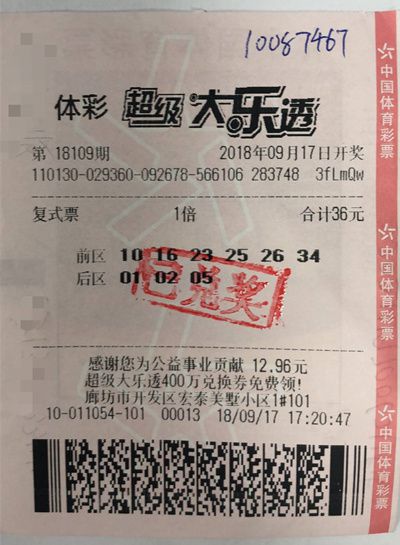 10087467
体彩 超级大乐透
第 18109期 2018年09月17日开奖
110130-029360-092678-566106 283748 3fLmQw
复式票 1倍 合计36元
前区 10 16 23 25 26 34
后区 01 02 05
已兑奖
感谢您为公益事业贡献 12.96元
超级大乐透400万兑换券免费领!
廊坊市开发区宏泰美墅小区1#101
10-011054-101 00013 18/09/17 17:20:47
中国体育彩票
中国体育彩票
中国体育彩票